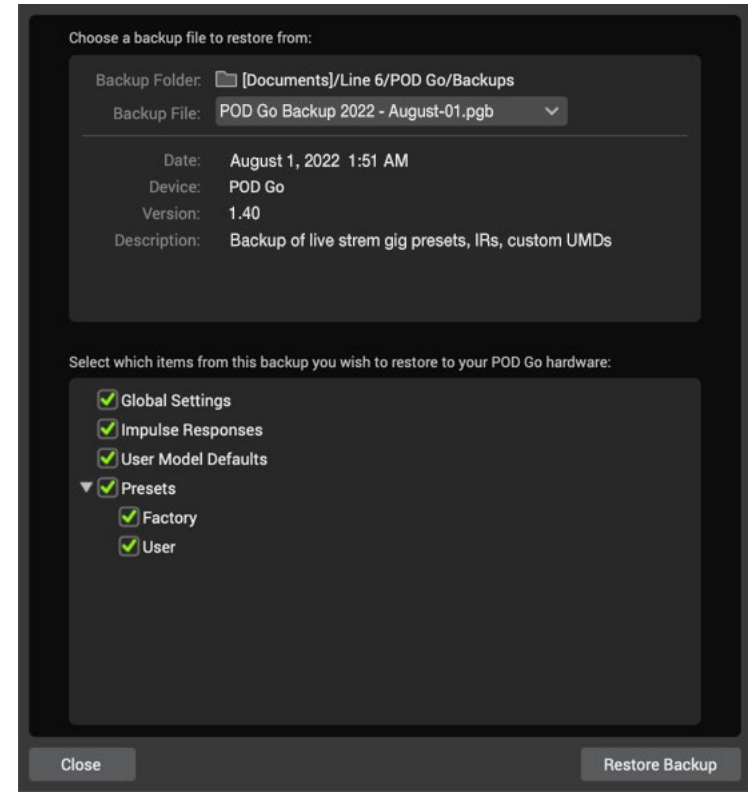 Choose a backup file to restore from:
Backup Folder: [Documents]/Line 6/POD Go/Backups
Backup File: POD Go Backup 2022 - August-01.pgb
Date: August 1, 2022 1:51 AM
Device: POD Go
Version: 1.40
Description: Backup of live strem gig presets, IRs, custom UMDs
Select which items from this backup you wish to restore to your POD Go hardware:
Global Settings
Impulse Responses
User Model Defaults
Presets
Factory
User
Close Restore Backup